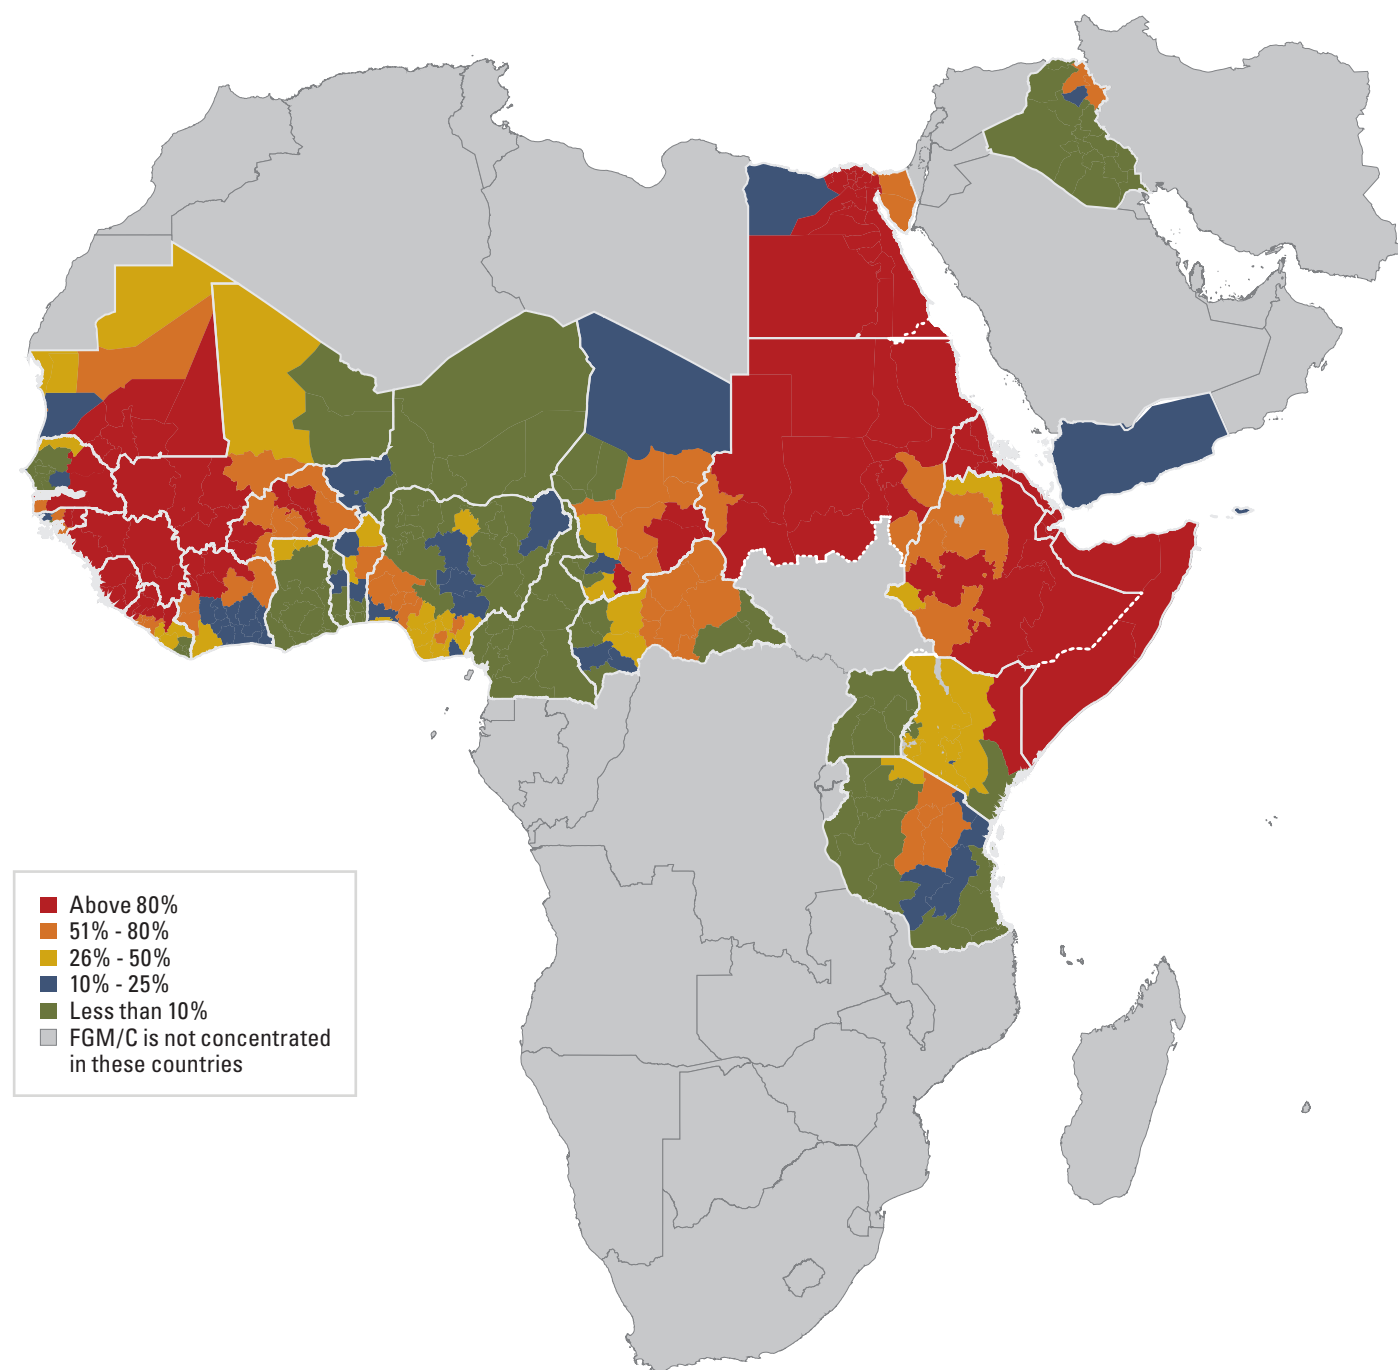 Above 80%
51% - 80%
26% - 50%
10% - 25%
Less than 10%
FGM/C is not concentrated
in these countries